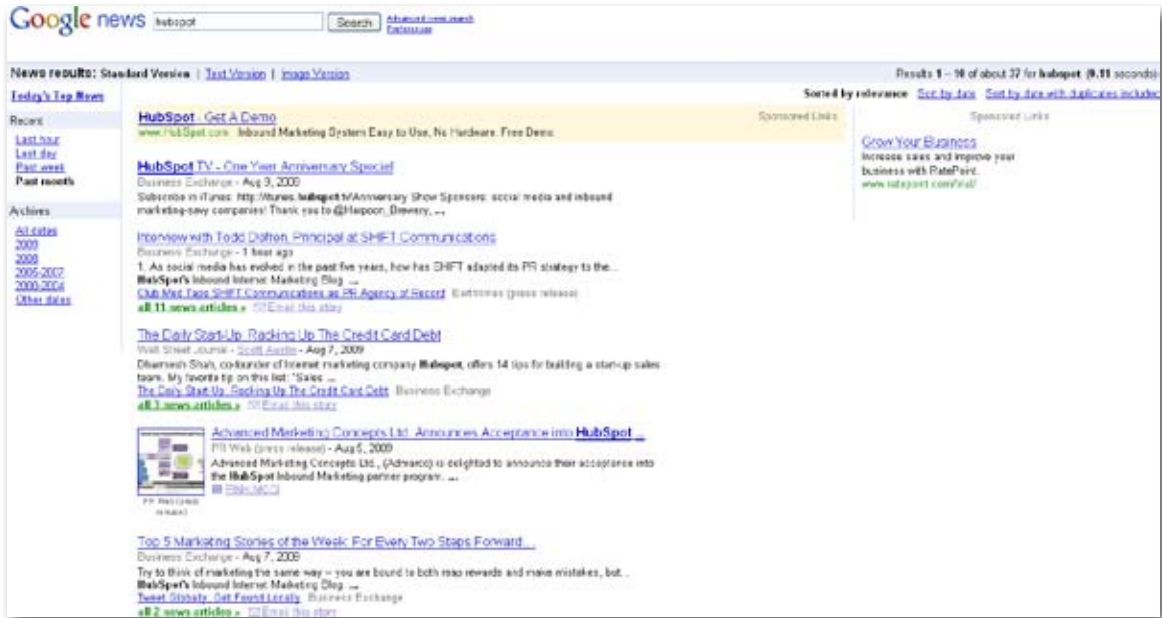 Google news hubspot Search Advanced news search
Preferences
News results: Standard Version | Text Version | Image Version Results 1 – 10 of about 37 for hubspot (0.11 seconds)
Today's Top News
Sorted by relevance Sort by date Sort by date with duplicates included
Recent
Last hour
Last day
Past week
Past month
Archives
All dates
2009
2008
2005-2007
2000-2004
Other dates
HubSpot - Get A Demo Sponsored Links
www.HubSpot.com Inbound Marketing System Easy to Use, No Hardware. Free Demo
HubSpot TV - One Year Anniversary Special
Business Exchange - Aug 9, 2009
Subscribe in iTunes: http://itunes.hubspot.tv/Anniversary Show Sponsors: social media and inbound
marketing-savvy companies! Thank you to @Harpoon_Brewery, ...
Interview with Todd Defren, Principal at SHIFT Communications
Business Exchange - 1 hour ago
1. As social media has evolved in the past five years, how has SHIFT adapted its PR strategy to the...
HubSpot's Inbound Internet Marketing Blog ...
Club Med Taps SHIFT Communications as PR Agency of Record Earthtimes (press release)
all 11 news articles » Email this story
The Daily Start-Up: Racking Up The Credit Card Debt
Wall Street Journal - Scott Austin - Aug 7, 2009
Dharmesh Shah, co-founder of Internet marketing company Hubspot, offers 14 tips for building a start-up sales
team. My favorite tip on this list: "Sales ...
The Daily Start-Up: Racking Up The Credit Card Debt Business Exchange
all 3 news articles » Email this story
Advanced Marketing Concepts Ltd. Announces Acceptance into HubSpot ...
PR Web (press release) - Aug 5, 2009
Advanced Marketing Concepts Ltd., (Admarco) is delighted to announce their acceptance into
the HubSpot Inbound Marketing partner program. ...
PR Web (press
release)
Top 5 Marketing Stories of the Week: For Every Two Steps Forward...
Business Exchange - Aug 7, 2009
Try to think of marketing the same way – you are bound to both reap rewards and make mistakes, but...
HubSpot's Inbound Internet Marketing Blog ...
Tweet Globally, Get Found Locally Business Exchange
all 2 news articles » Email this story
Sponsored Links
Grow Your Business
Increase sales and improve your
business with RatePoint.
www.ratepoint.com/trial/